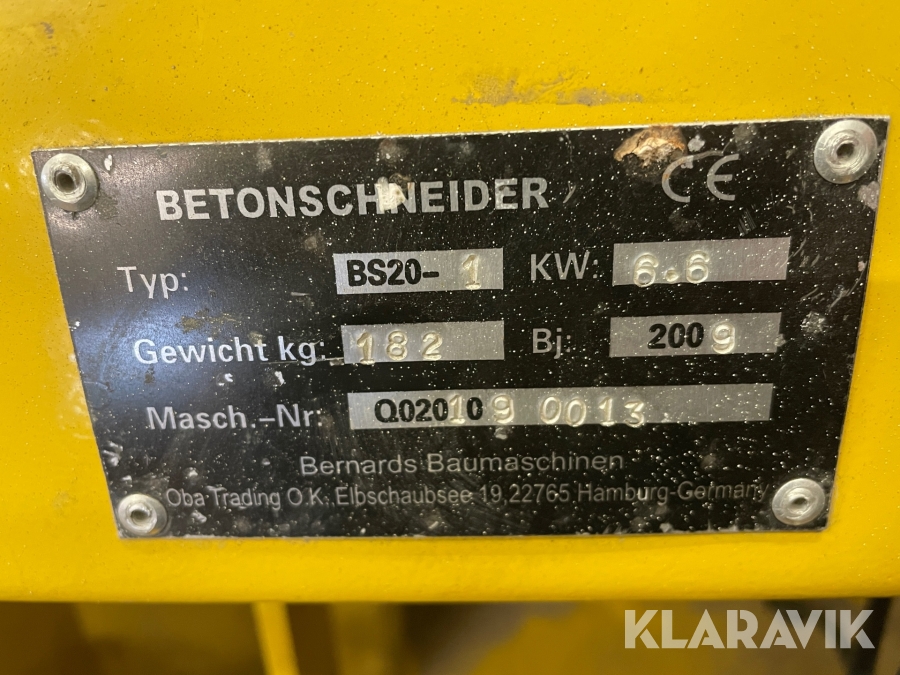 KLARAVIK
BETONSCHNEIDER CE
Typ: BS20- 1 KW: 6.6
Gewicht kg: 182 Bj: 2009
Masch.-Nr: Q020109 0013
Bernards Baumaschinen
Oba Trading O.K. Elbschaubsee 19,22765 Hamburg-Germany
KLARAVIK